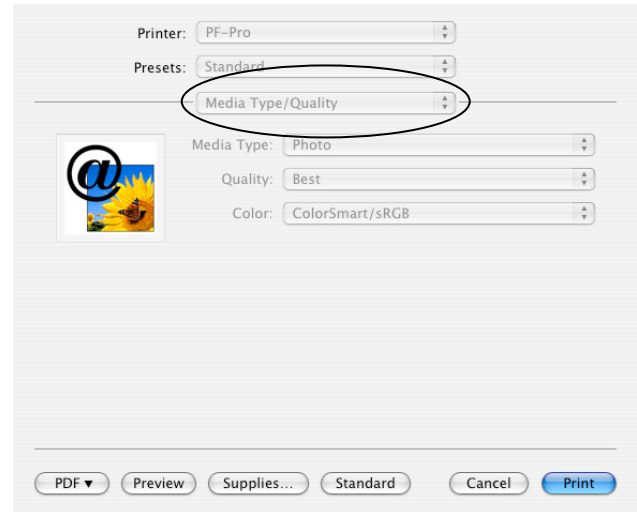 Printer: PF-Pro
Presets: Standard
Media Type/Quality
Media Type: Photo
Quality: Best
Color: ColorSmart/sRGB
@
PDF ▼ Preview Supplies... Standard Cancel Print